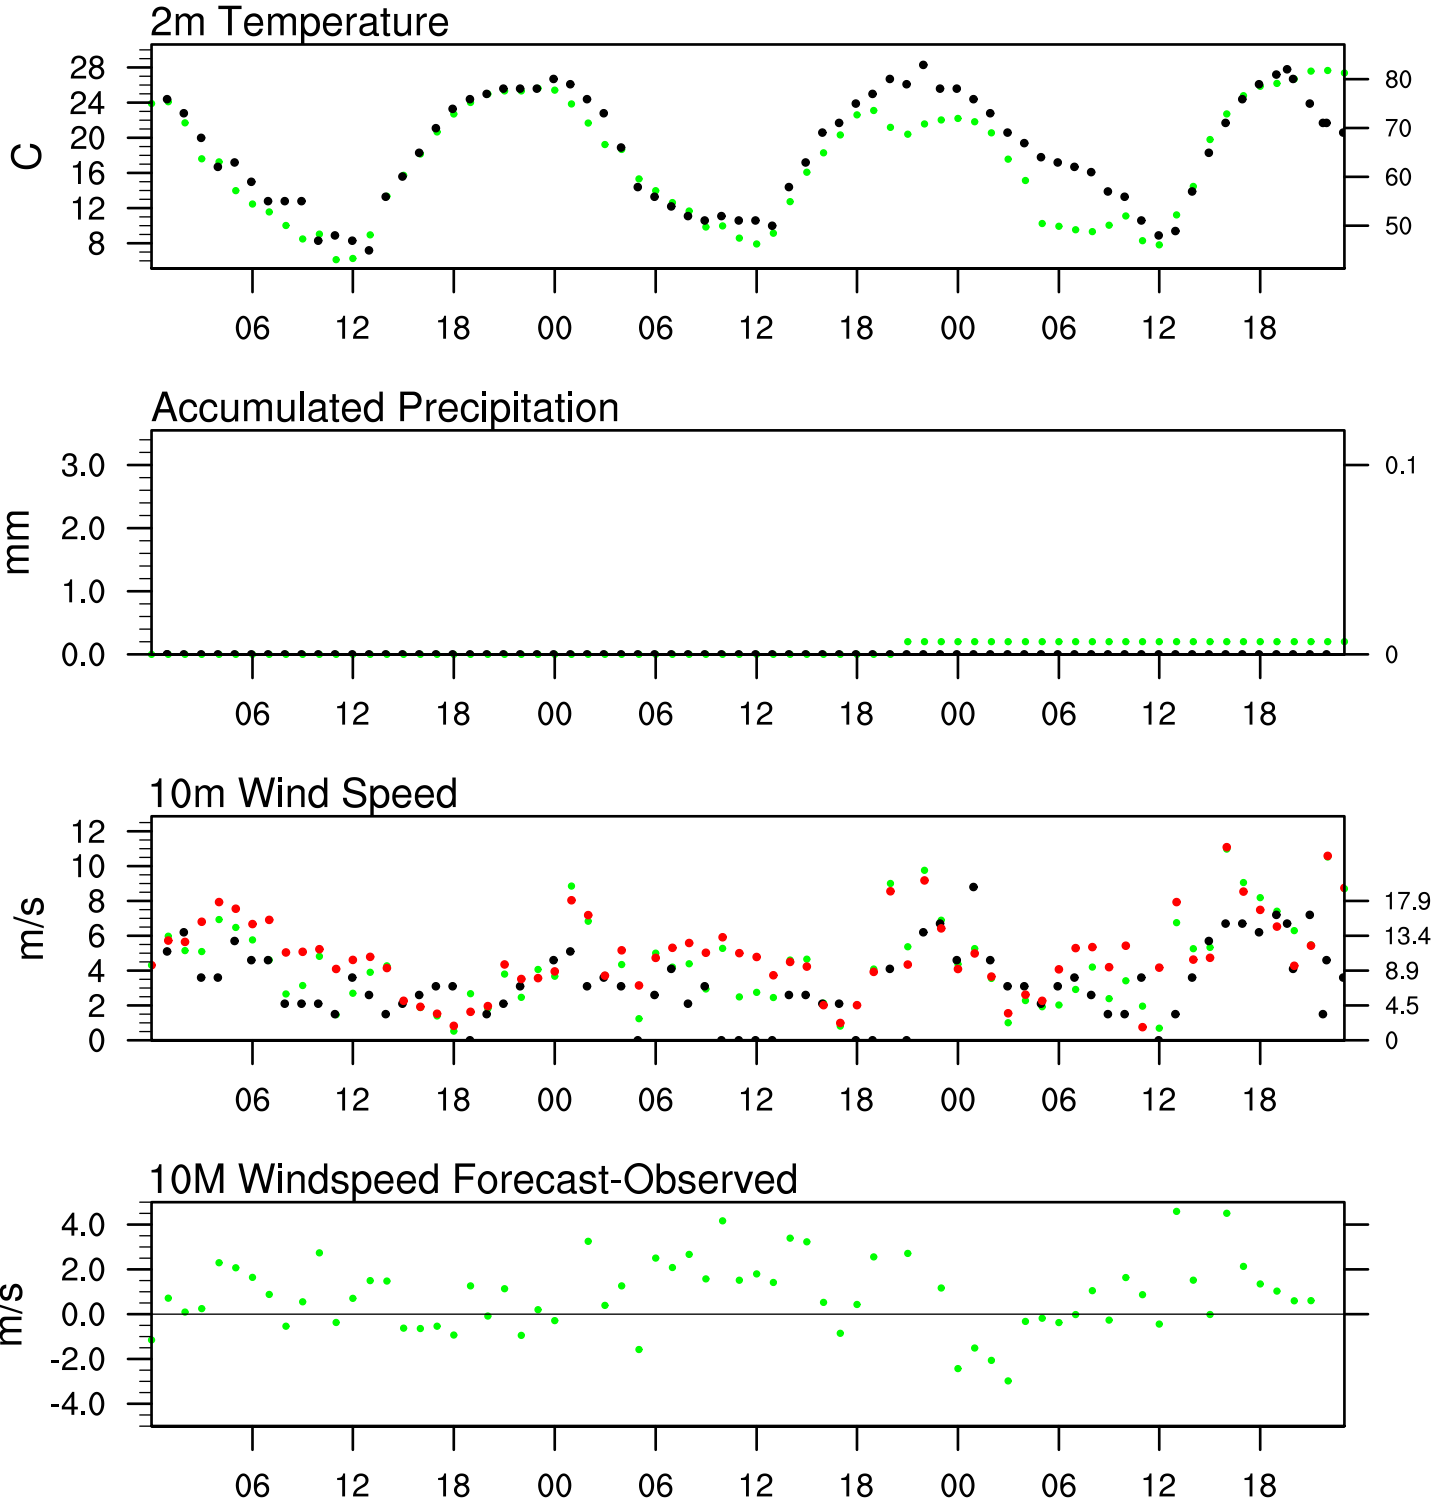 2m Temperature
28
24
20
16
12
8
C
80
70
60
50
06 12 18 00 06 12 18 00 06 12 18
Accumulated Precipitation
3.0
2.0
1.0
0.0
mm
0.1
0
06 12 18 00 06 12 18 00 06 12 18
10m Wind Speed
12
10
8
6
4
2
0
m/s
17.9
13.4
8.9
4.5
0
06 12 18 00 06 12 18 00 06 12 18
10M Windspeed Forecast-Observed
4.0
2.0
0.0
-2.0
-4.0
m/s
06 12 18 00 06 12 18 00 06 12 18